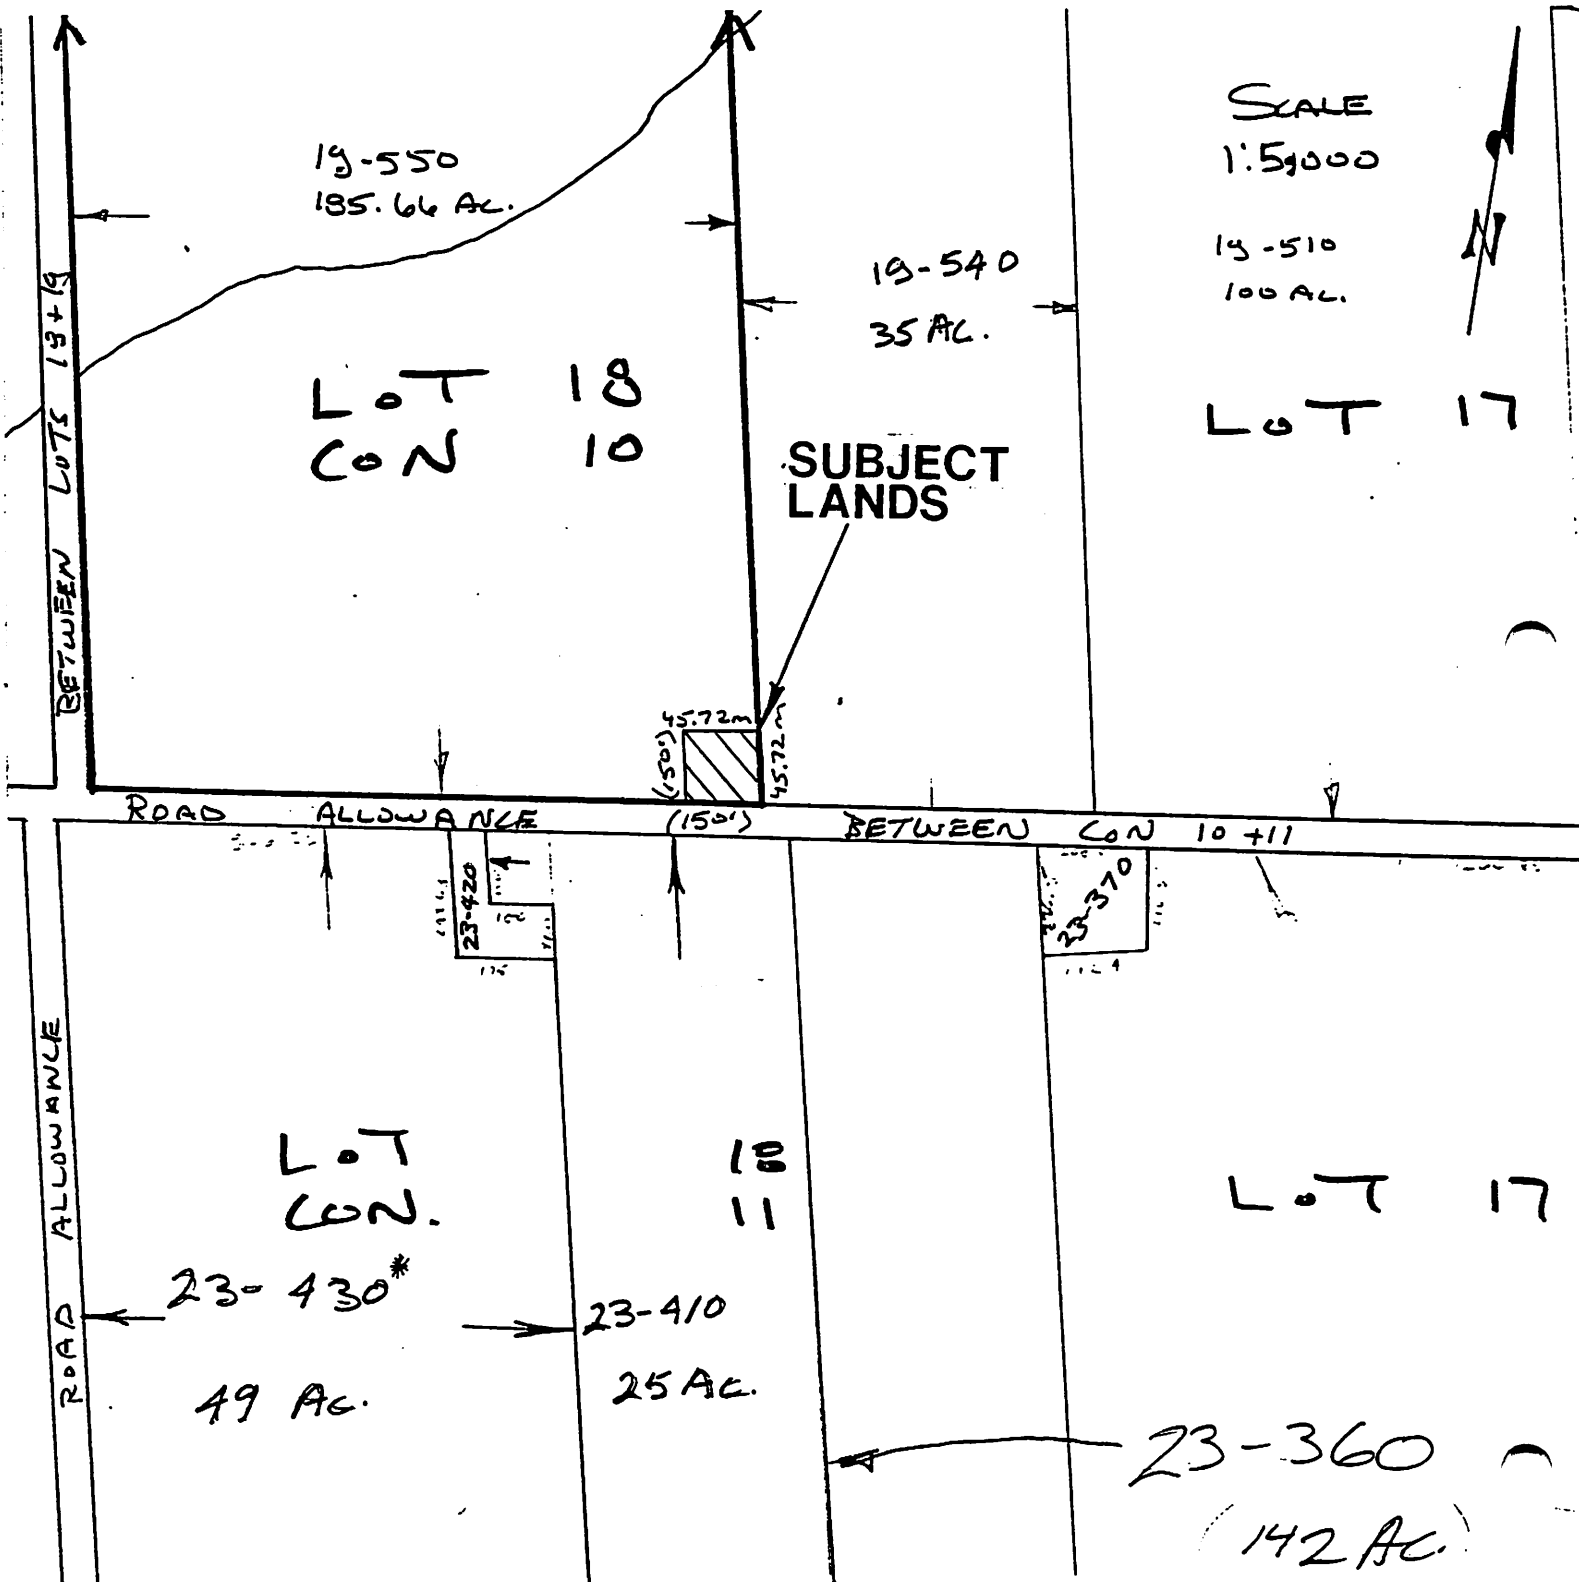 SCALE
1:5,000
N
19-550
185.66 AC.
19-540
35 AC.
19-510
100 AC.
LOT 18
CON 10
LOT 17
SUBJECT
LANDS
BETWEEN LOTS 18+19
45.72m
(150')
45.72m
(150')
ROAD ALLOWANCE BETWEEN CON 10 +11
23-420
23-370
ROAD ALLOWANCE
LOT 18
CON. 11
LOT 17
23-430*
49 AC.
23-410
25 AC.
23-360
(142 AC.)